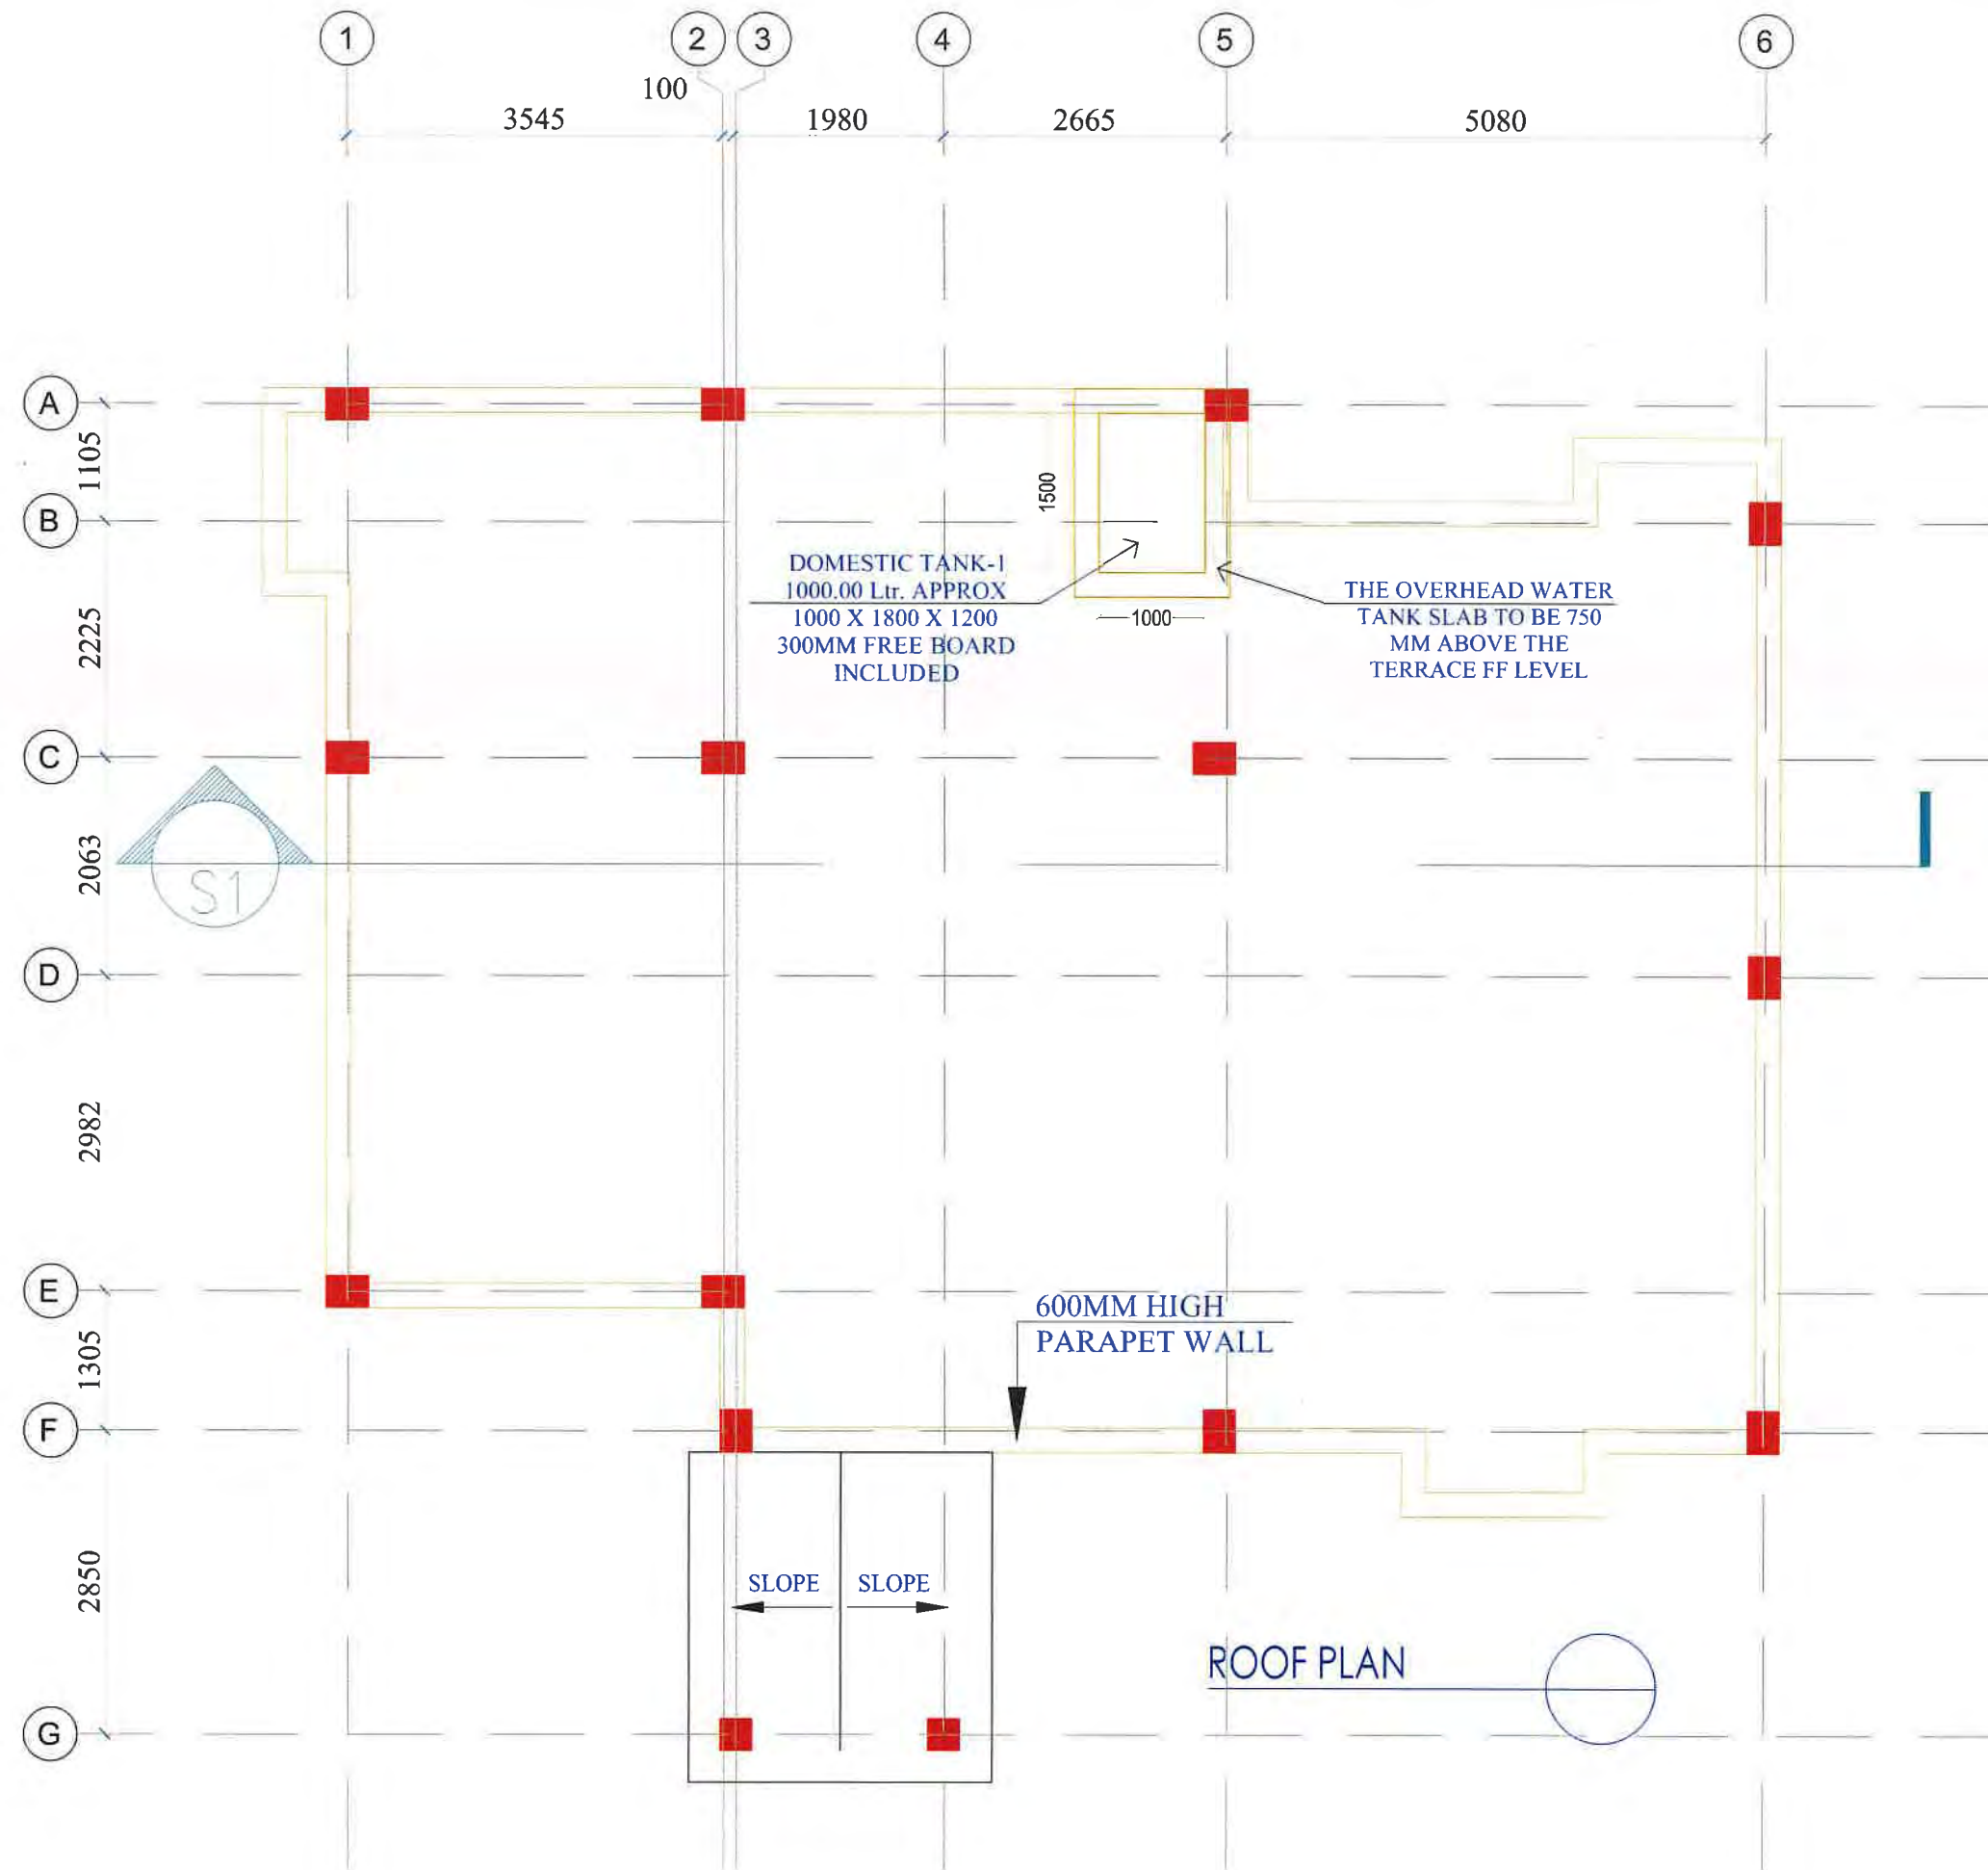 1
2
3
4
5
6
100
3545
1980
2665
5080
A
1105
B
1500
DOMESTIC TANK-1
1000.00 Ltr. APPROX
1000 X 1800 X 1200
300MM FREE BOARD
INCLUDED
1000
THE OVERHEAD WATER
TANK SLAB TO BE 750
MM ABOVE THE
TERRACE FF LEVEL
2225
C
2063
S1
D
2982
E
600MM HIGH
PARAPET WALL
1305
F
2850
SLOPE
SLOPE
ROOF PLAN
G